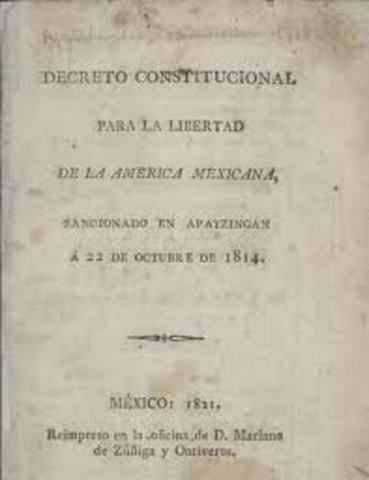 DECRETO CONSTITUCIONAL
PARA LA LIBERTAD
DE LA AMERICA MEXICANA,
SANCIONADO EN APATZINGAN
Á 22 DE OCTUBRE DE 1814.
MÉXICO: 1821.
Reimpreso en la oficina de D. Mariano
de Zúñiga y Ontiveros.